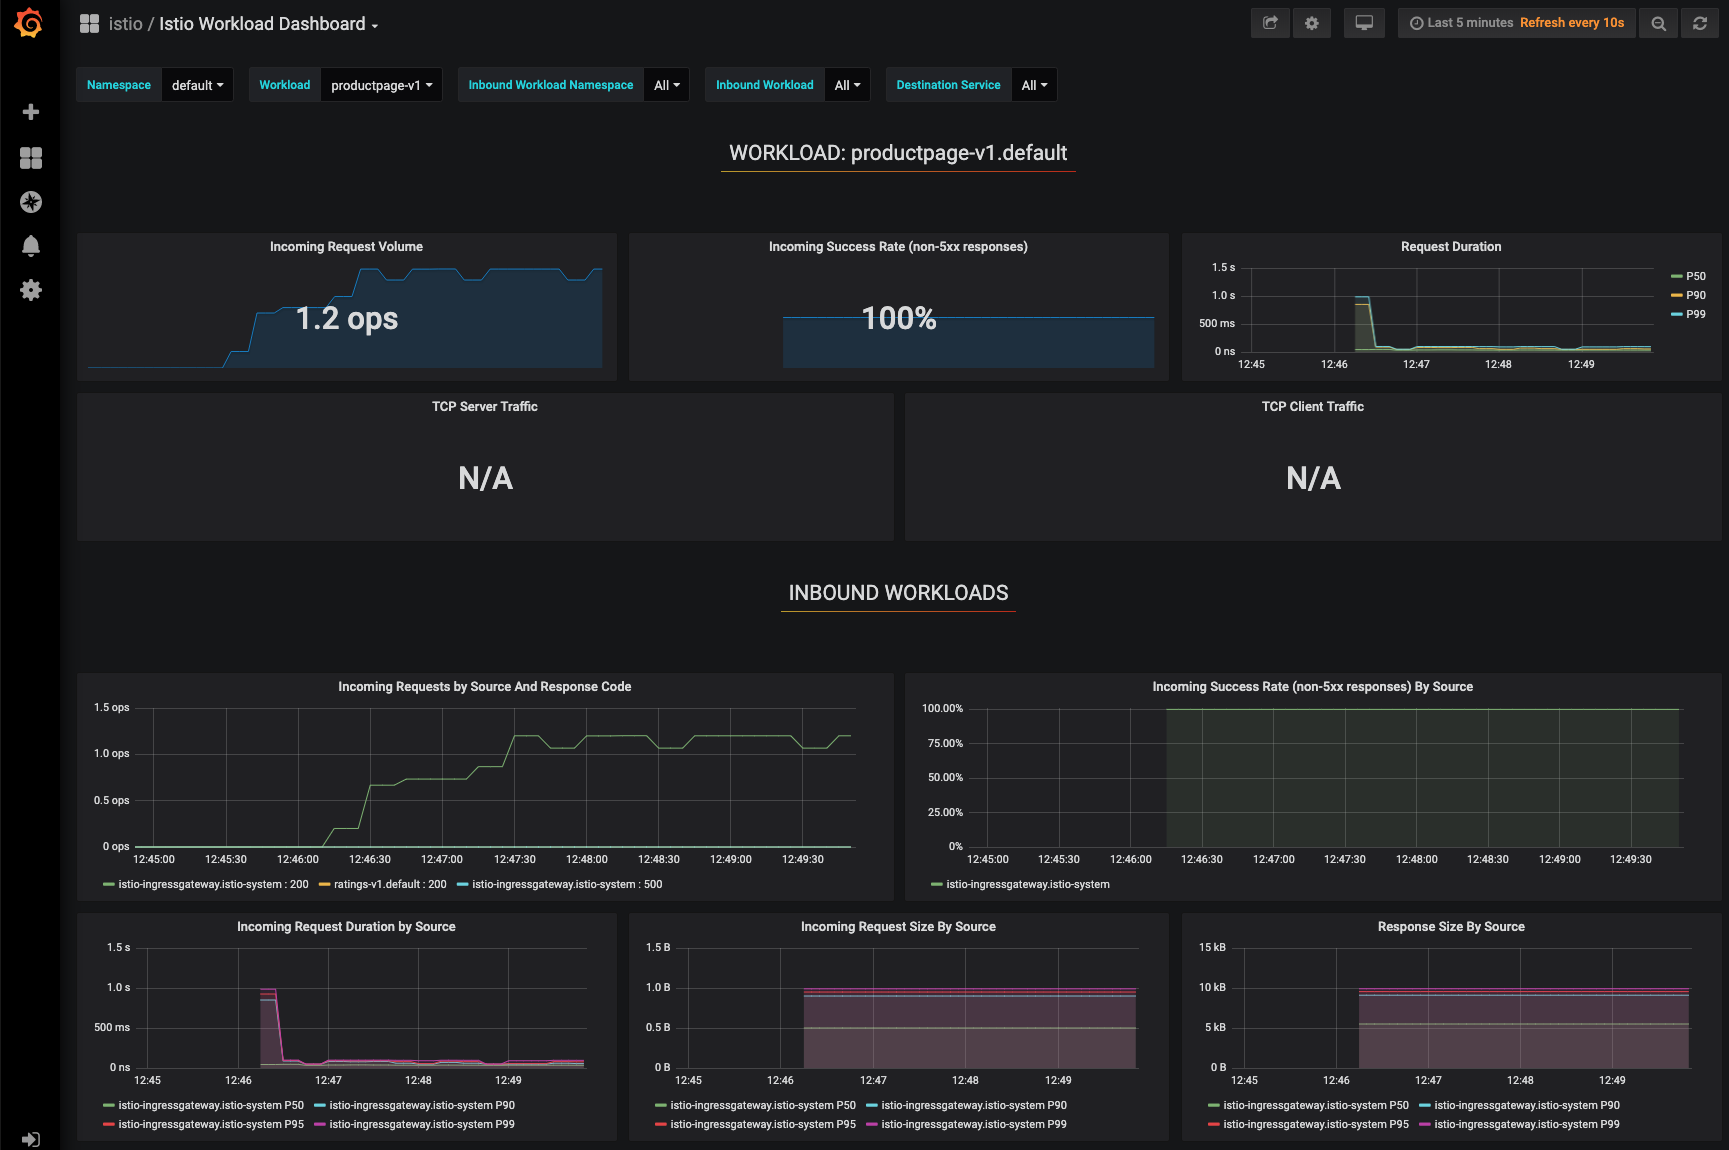 istio / Istio Workload Dashboard
Last 5 minutes Refresh every 10s
Namespace default Workload productpage-v1 Inbound Workload Namespace All Inbound Workload All Destination Service All
WORKLOAD: productpage-v1.default
Incoming Request Volume
1.2 ops
Incoming Success Rate (non-5xx responses)
100%
Request Duration
1.5 s
1.0 s
500 ms
0 ns
12:45 12:46 12:47 12:48 12:49
P50
P90
P99
TCP Server Traffic
N/A
TCP Client Traffic
N/A
INBOUND WORKLOADS
Incoming Requests by Source And Response Code
1.5 ops
1.0 ops
0.5 ops
0 ops
12:45:00 12:45:30 12:46:00 12:46:30 12:47:00 12:47:30 12:48:00 12:48:30 12:49:00 12:49:30
istio-ingressgateway.istio-system : 200 ratings-v1.default : 200 istio-ingressgateway.istio-system : 500
Incoming Success Rate (non-5xx responses) By Source
100.00%
75.00%
50.00%
25.00%
0%
12:45:00 12:45:30 12:46:00 12:46:30 12:47:00 12:47:30 12:48:00 12:48:30 12:49:00 12:49:30
istio-ingressgateway.istio-system
Incoming Request Duration by Source
1.5 s
1.0 s
500 ms
0 ns
12:45 12:46 12:47 12:48 12:49
istio-ingressgateway.istio-system P50 istio-ingressgateway.istio-system P90
istio-ingressgateway.istio-system P95 istio-ingressgateway.istio-system P99
Incoming Request Size By Source
1.5 B
1.0 B
0.5 B
0 B
12:45 12:46 12:47 12:48 12:49
istio-ingressgateway.istio-system P50 istio-ingressgateway.istio-system P90
istio-ingressgateway.istio-system P95 istio-ingressgateway.istio-system P99
Response Size By Source
15 kB
10 kB
5 kB
0 B
12:45 12:46 12:47 12:48 12:49
istio-ingressgateway.istio-system P50 istio-ingressgateway.istio-system P90
istio-ingressgateway.istio-system P95 istio-ingressgateway.istio-system P99